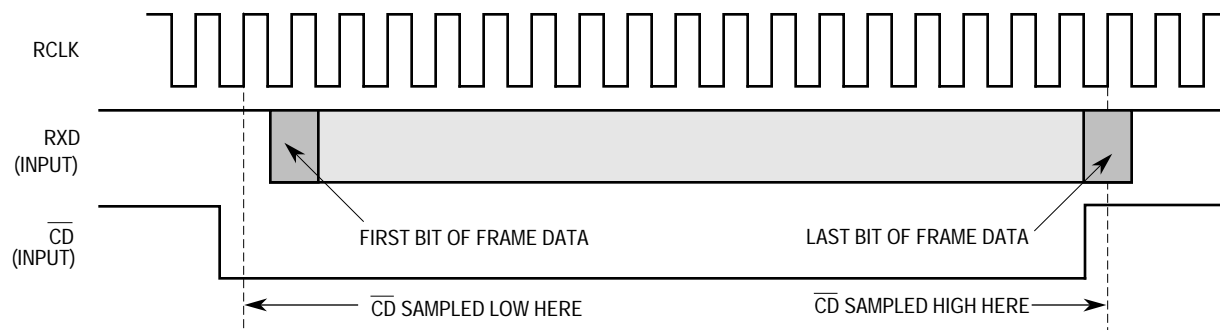 RCLK
RXD
(INPUT)
CD
(INPUT)
FIRST BIT OF FRAME DATA
LAST BIT OF FRAME DATA
CD SAMPLED LOW HERE
CD SAMPLED HIGH HERE